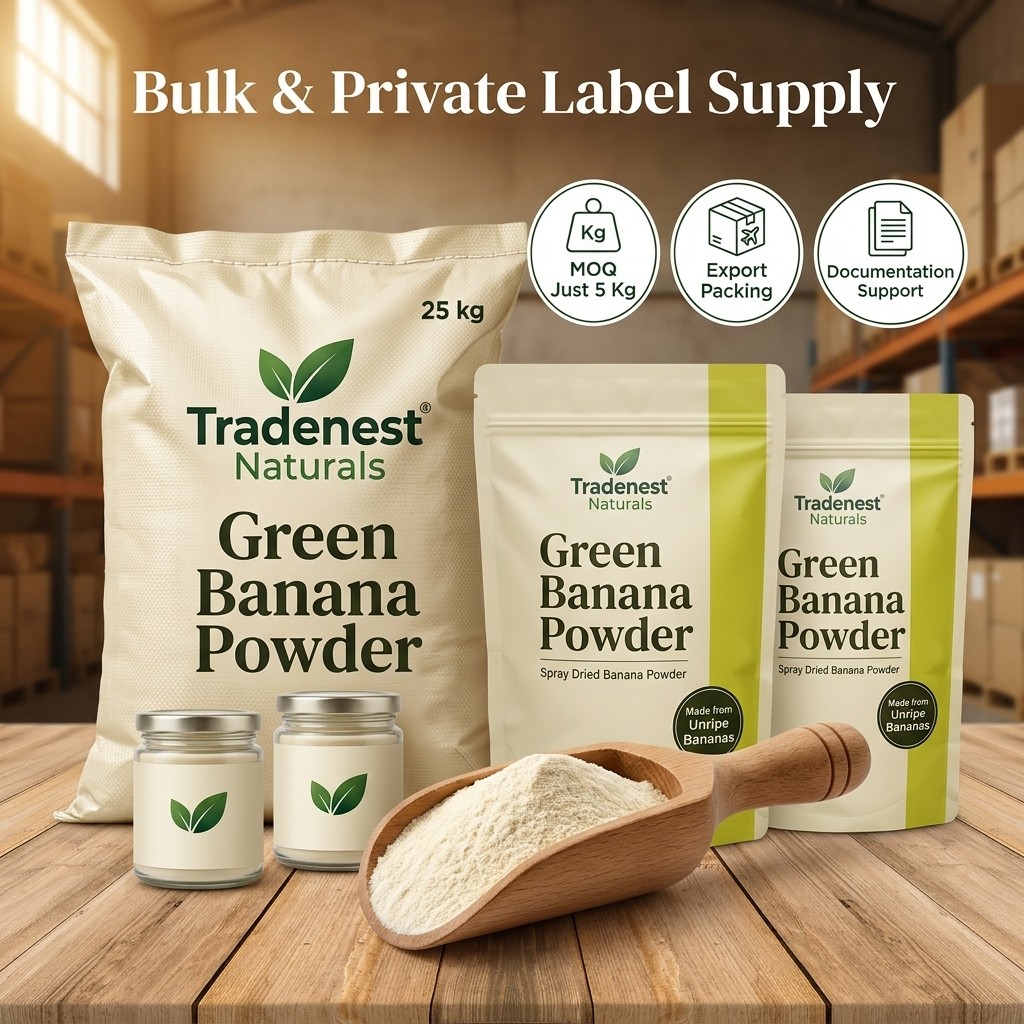 Bulk & Private Label Supply
Kg
MOQ
Just 5 Kg
Export
Packing
Documentation
Support
25 kg
Tradenest®
Naturals
Green
Banana
Powder
Tradenest®
Naturals
Green
Banana
Powder
Spray Dried Banana Powder
Made from
Unripe
Bananas
Tradenest®
Naturals
Green
Banana
Powder
Spray Dried Banana Powder
Made from
Unripe
Bananas